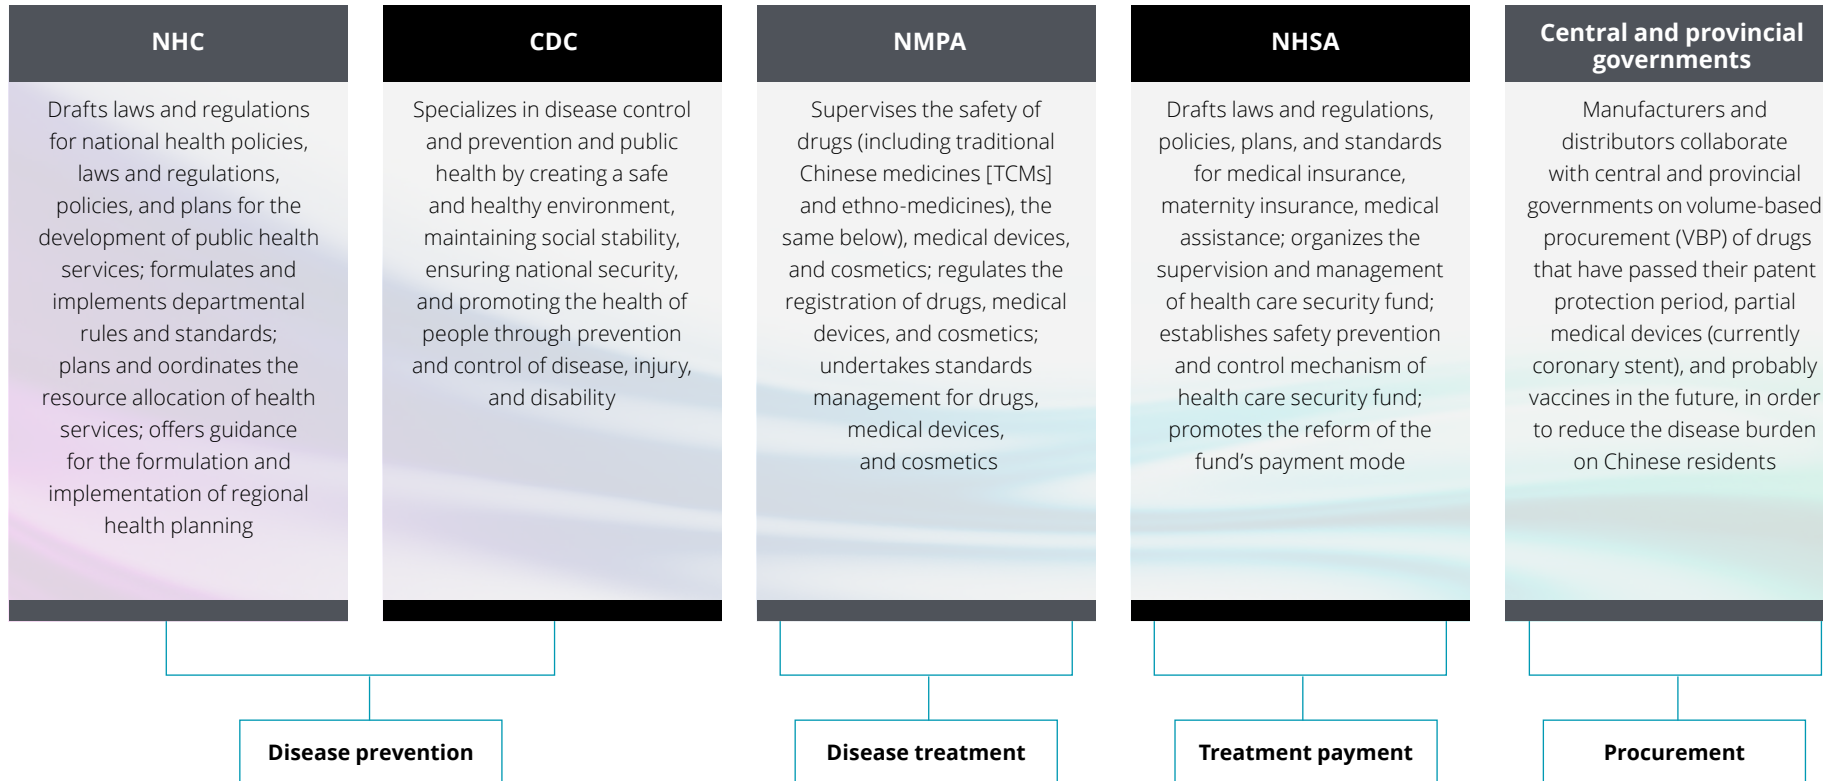 NHC
Drafts laws and regulations
for national health policies,
laws and regulations,
policies, and plans for the
development of public health
services; formulates and
implements departmental
rules and standards;
plans and oordinates the
resource allocation of health
services; offers guidance
for the formulation and
implementation of regional
health planning
CDC
Specializes in disease control
and prevention and public
health by creating a safe
and healthy environment,
maintaining social stability,
ensuring national security,
and promoting the health of
people through prevention
and control of disease, injury,
and disability
NMPA
Supervises the safety of
drugs (including traditional
Chinese medicines [TCMs]
and ethno-medicines), the
same below), medical devices,
and cosmetics; regulates the
registration of drugs, medical
devices, and cosmetics;
undertakes standards
management for drugs,
medical devices,
and cosmetics
NHSA
Drafts laws and regulations,
policies, plans, and standards
for medical insurance,
maternity insurance, medical
assistance; organizes the
supervision and management
of health care security fund;
establishes safety prevention
and control mechanism of
health care security fund;
promotes the reform of the
fund’s payment mode
Central and provincial
governments
Manufacturers and
distributors collaborate
with central and provincial
governments on volume-based
procurement (VBP) of drugs
that have passed their patent
protection period, partial
medical devices (currently
coronary stent), and probably
vaccines in the future, in order
to reduce the disease burden
on Chinese residents
Disease prevention
Disease treatment
Treatment payment
Procurement